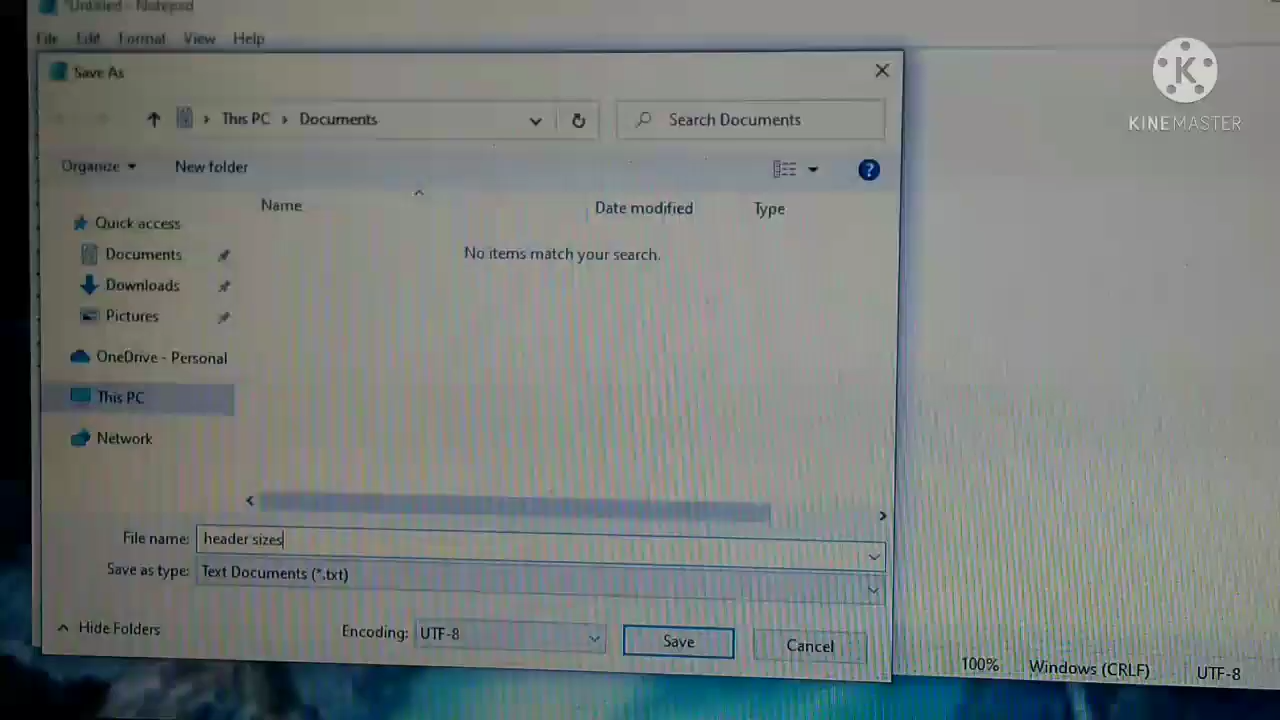 *Untitled - Notepad
File Edit Format View Help
Save As
KINEMASTER
This PC > Documents
Search Documents
Organize
New folder
Name
Date modified
Type
Quick access
No items match your search.
Documents
Downloads
Pictures
OneDrive - Personal
This PC
Network
File name: header sizes
Save as type: Text Documents (*.txt)
Hide Folders
Encoding: UTF-8
Save
Cancel
100%
Windows (CRLF)
UTF-8